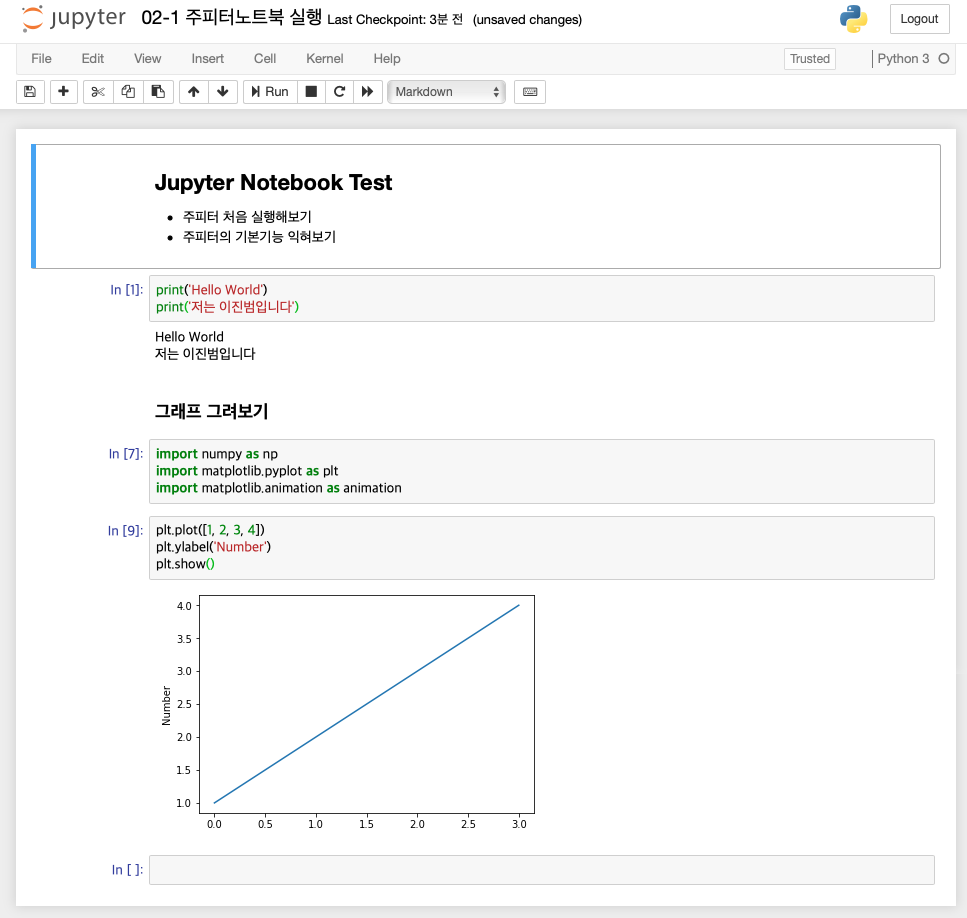 jupyter 02-1 주피터노트북 실행 Last Checkpoint: 3분 전 (unsaved changes) Logout
File Edit View Insert Cell Kernel Help Trusted Python 3
Run Markdown
Jupyter Notebook Test
• 주피터 처음 실행해보기
• 주피터의 기본기능 익혀보기
In [1]: print('Hello World')
print('저는 이진범입니다')
Hello World
저는 이진범입니다
그래프 그려보기
In [7]: import numpy as np
import matplotlib.pyplot as plt
import matplotlib.animation as animation
In [9]: plt.plot([1, 2, 3, 4])
plt.ylabel('Number')
plt.show()
4.0
3.5
3.0
2.5
2.0
1.5
1.0
Number
0.0 0.5 1.0 1.5 2.0 2.5 3.0
In [ ]: